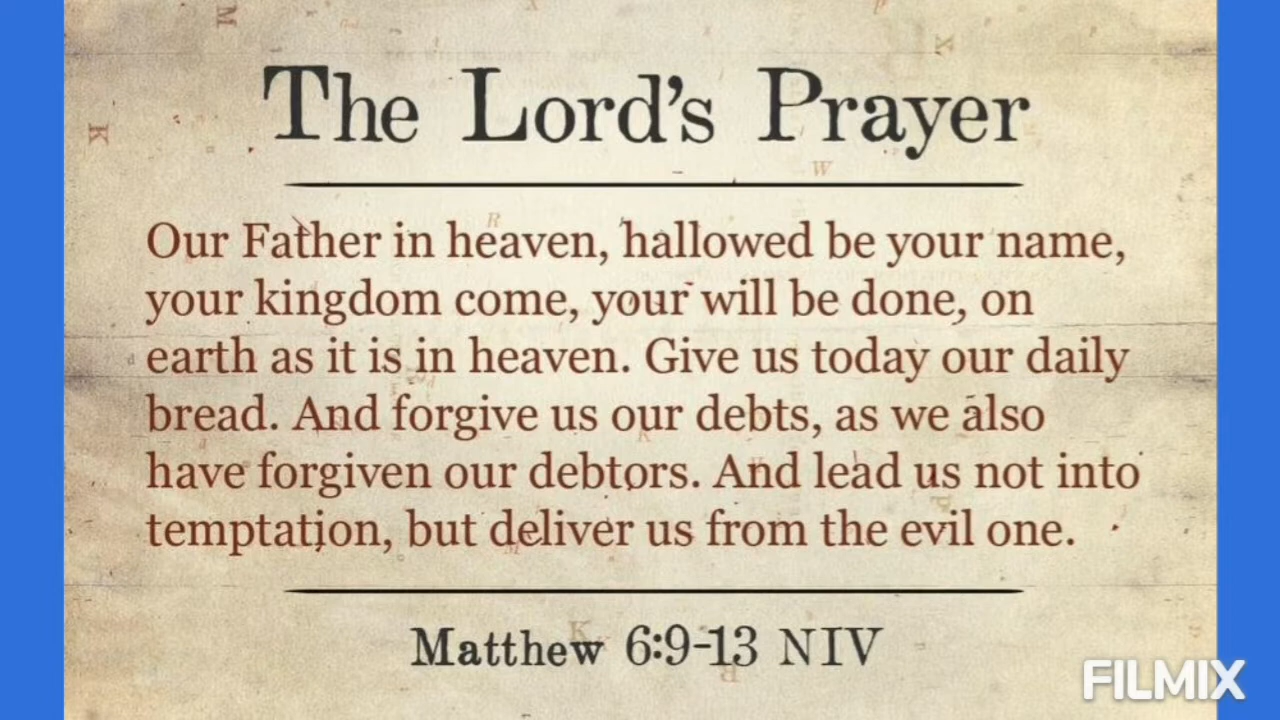 The Lord's Prayer
Our Father in heaven, hallowed be your name,
your kingdom come, your will be done, on
earth as it is in heaven. Give us today our daily
bread. And forgive us our debts, as we also
have forgiven our debtors. And lead us not into
temptation, but deliver us from the evil one.
Matthew 6:9-13 NIV
FILMIX